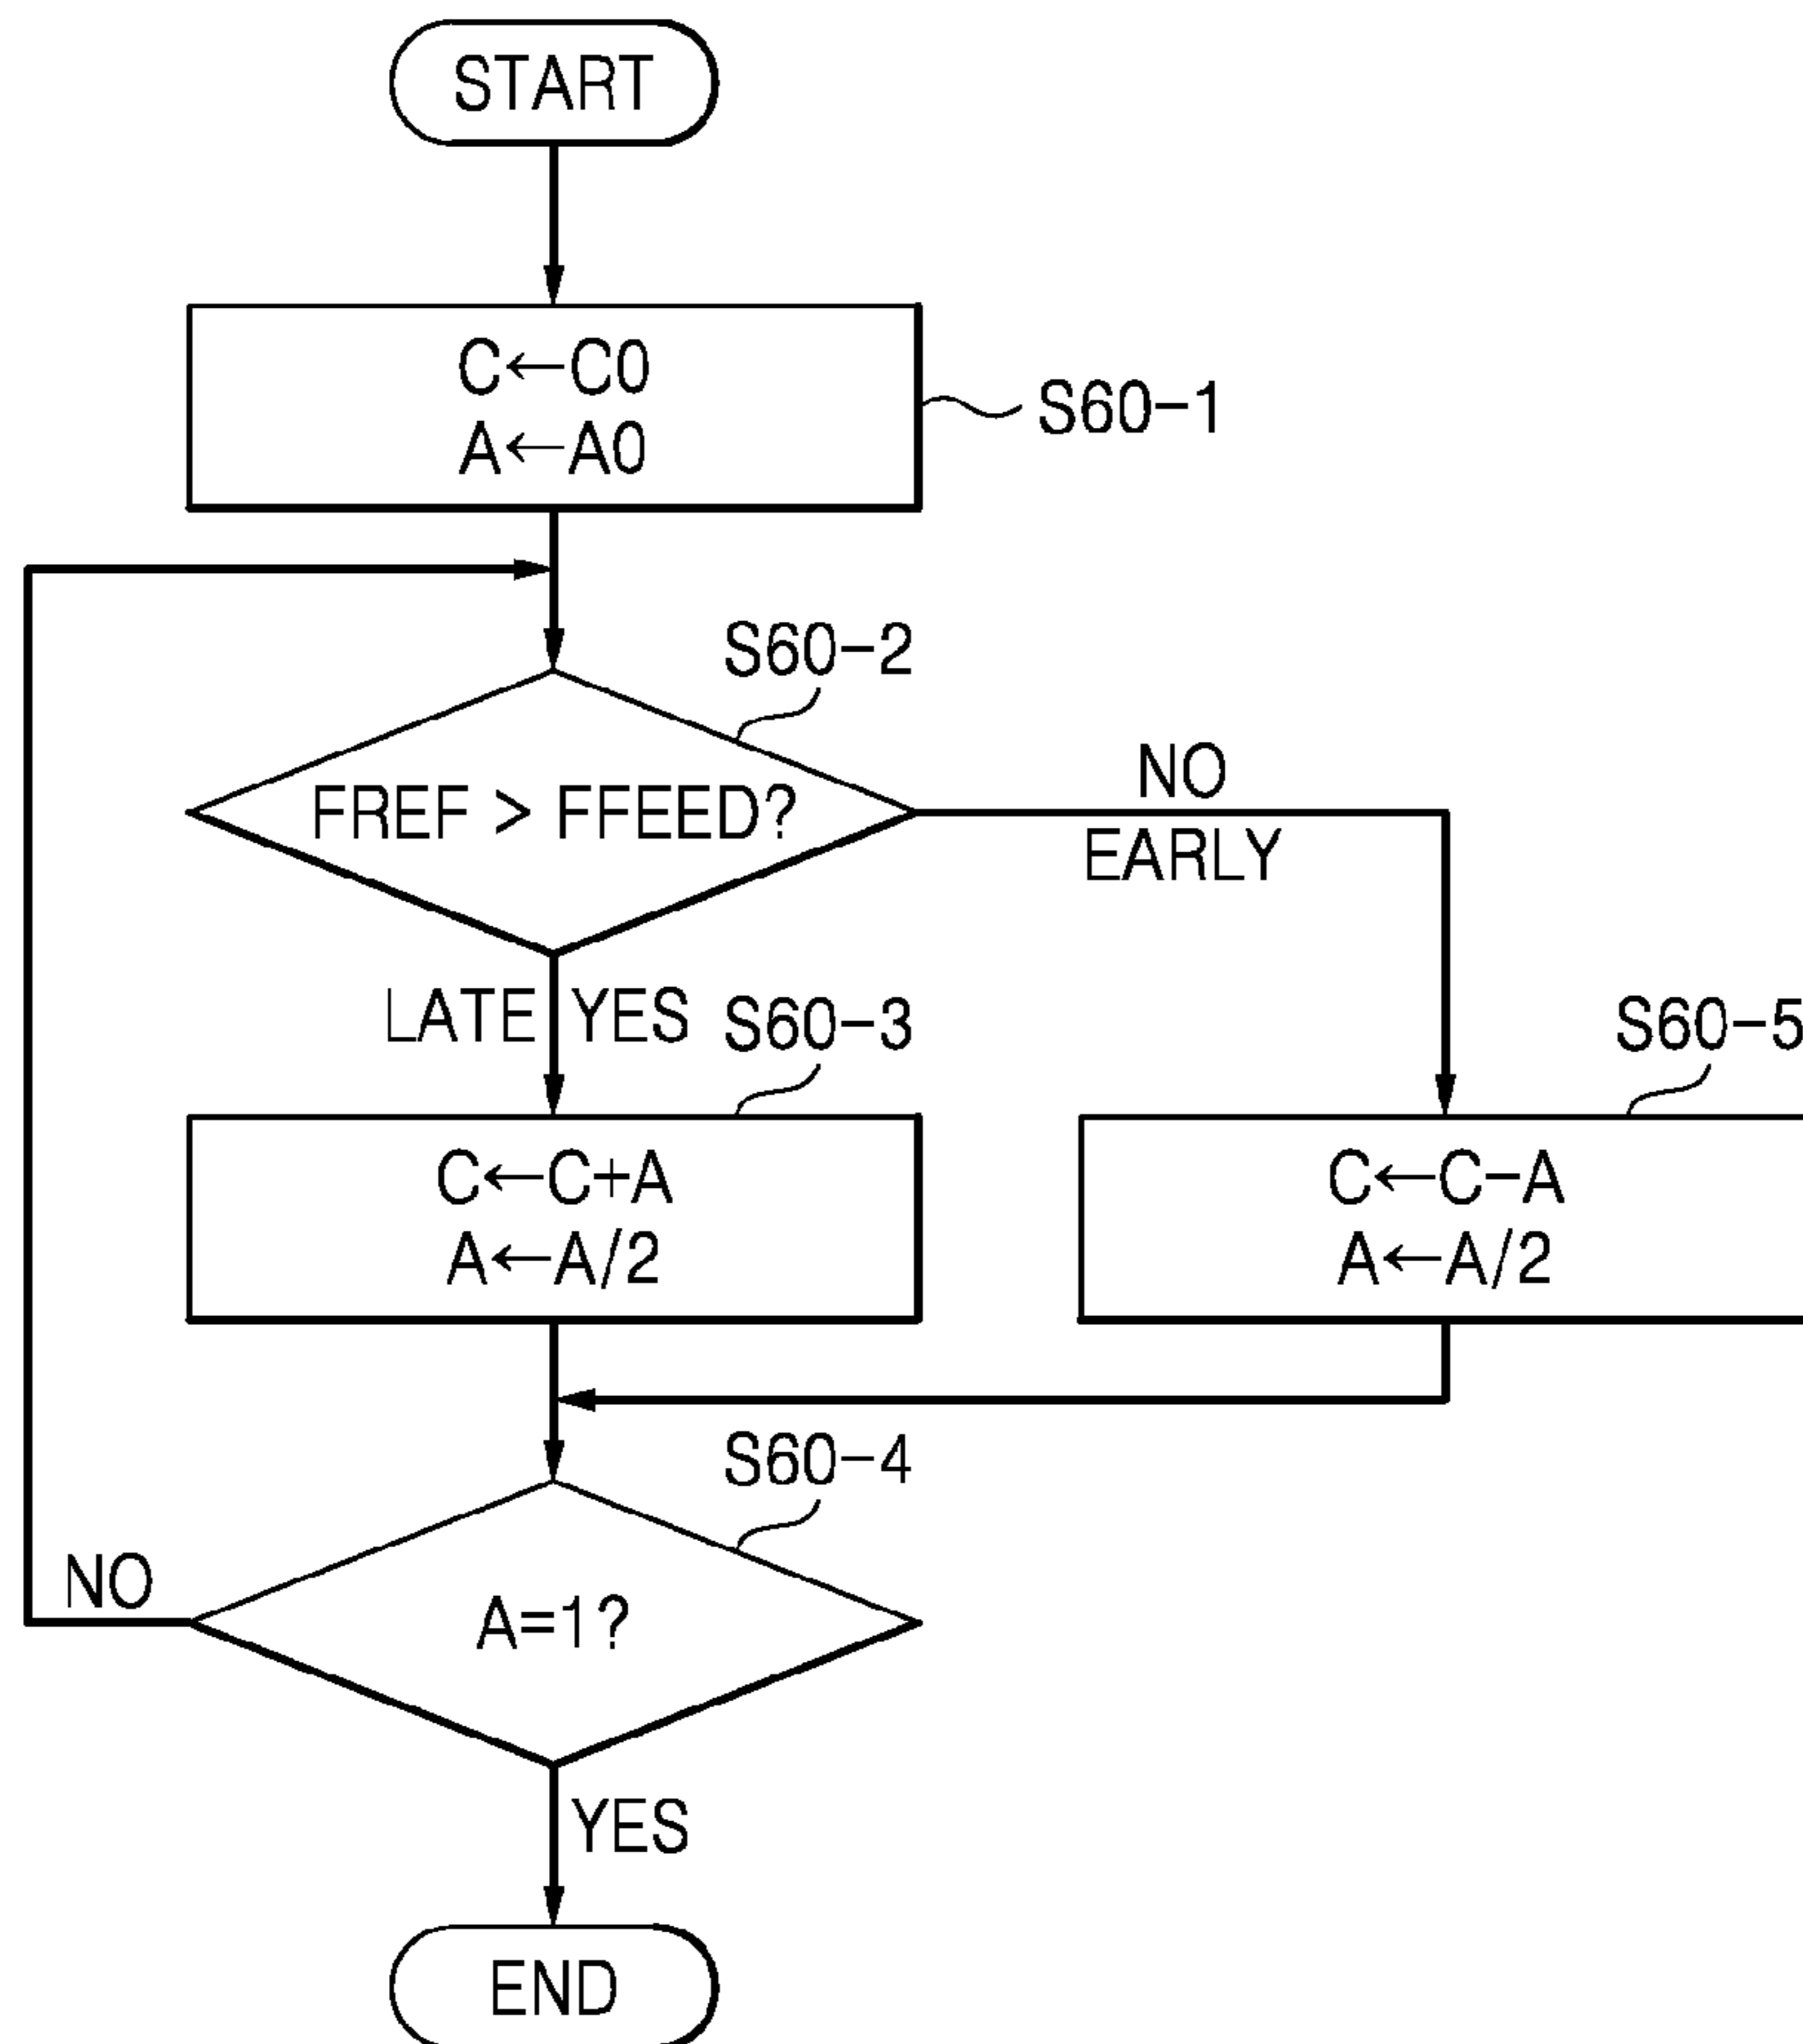 START
C←C0
A←A0
S60-1
S60-2
FREF > FFEED?
NO
EARLY
LATE YES
S60-3
S60-5
C←C+A
A←A/2
C←C-A
A←A/2
S60-4
A=1?
NO
YES
END